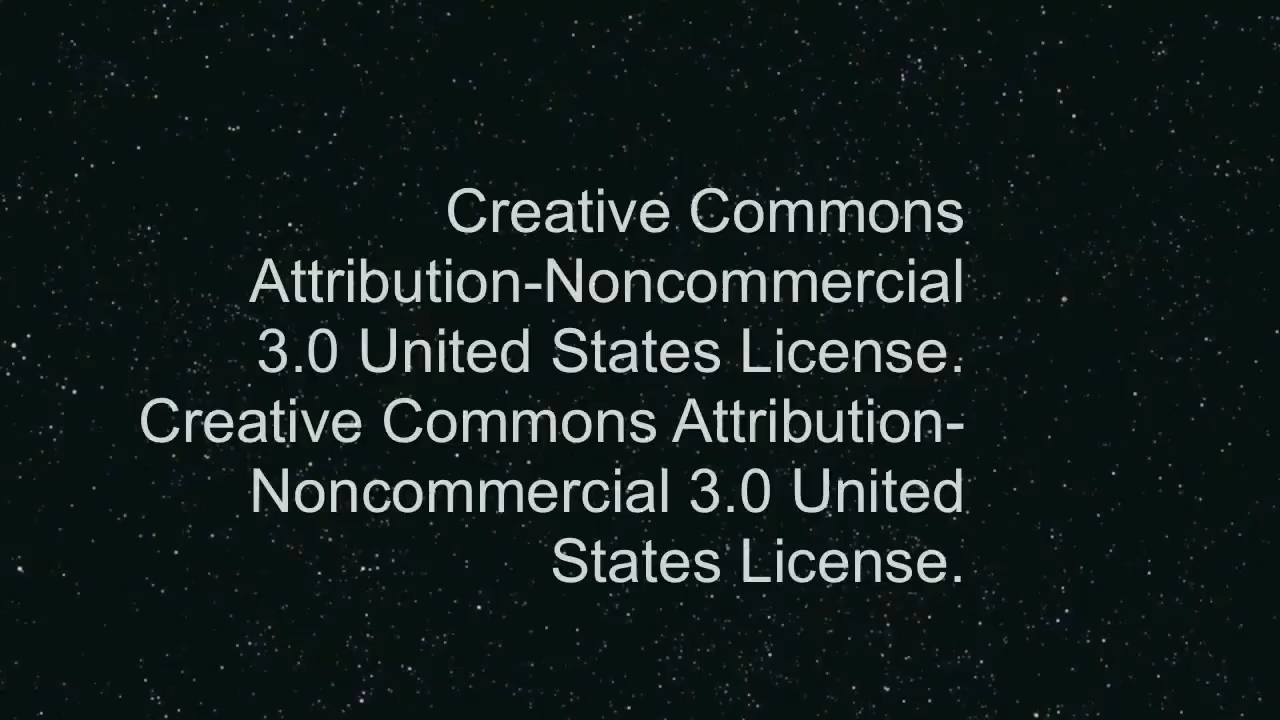 Creative Commons
Attribution-Noncommercial
3.0 United States License.
Creative Commons Attribution-
Noncommercial 3.0 United
States License.